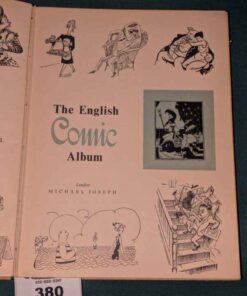 The English
Comic
Album
London
MICHAEL JOSEPH
380